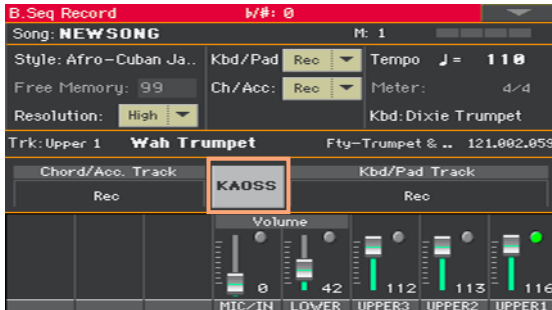 B.Seq Record ♭/#: 0
Song: NEWSONG M: 1
Style: Afro-Cuban Ja.. Kbd/Pad Rec Tempo ♩= 110
Free Memory: 99 Ch/Acc: Rec Meter: 4/4
Resolution: High Kbd: Dixie Trumpet
Trk: Upper 1 Wah Trumpet Fty-Trumpet & .. 121.002.059
Chord/Acc. Track KAOSS Kbd/Pad Track
Rec Rec
Volume
0 42 112 113 116
MIC/IN LOWER UPPER3 UPPER2 UPPER1